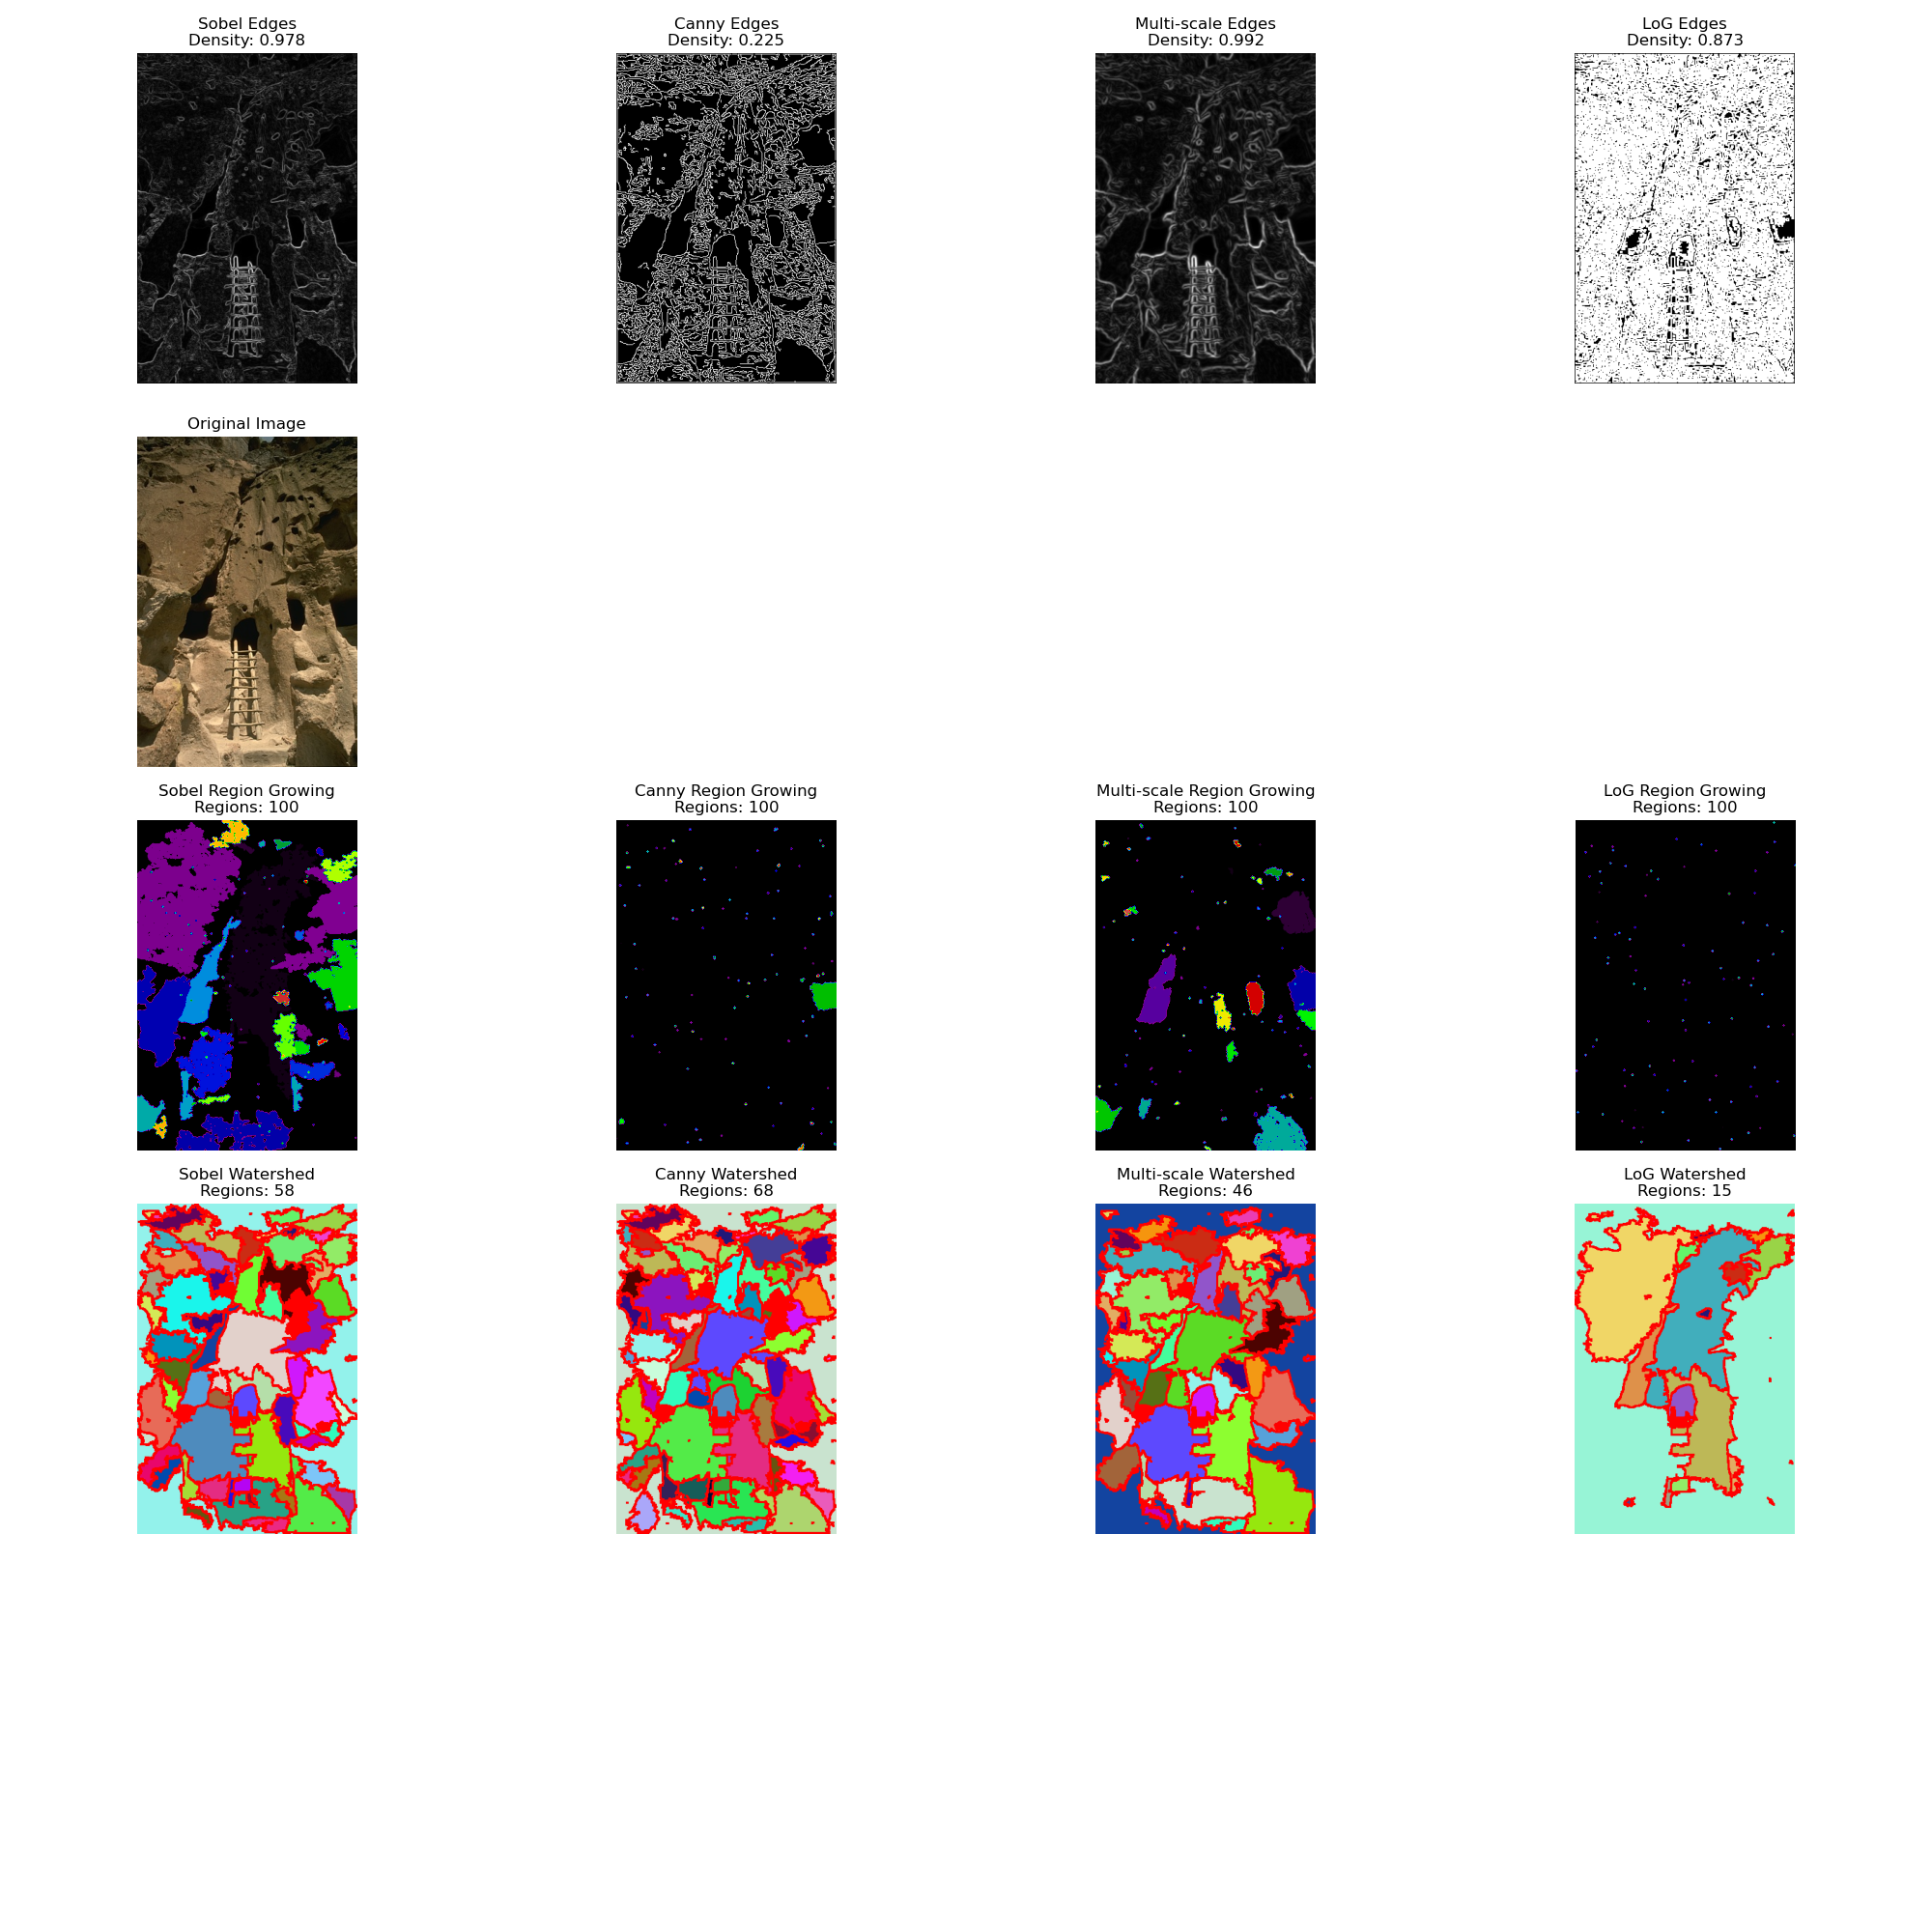 Sobel Edges
Density: 0.978
Canny Edges
Density: 0.225
Multi-scale Edges
Density: 0.992
LoG Edges
Density: 0.873
Original Image
Sobel Region Growing
Regions: 100
Canny Region Growing
Regions: 100
Multi-scale Region Growing
Regions: 100
LoG Region Growing
Regions: 100
Sobel Watershed
Regions: 58
Canny Watershed
Regions: 68
Multi-scale Watershed
Regions: 46
LoG Watershed
Regions: 15